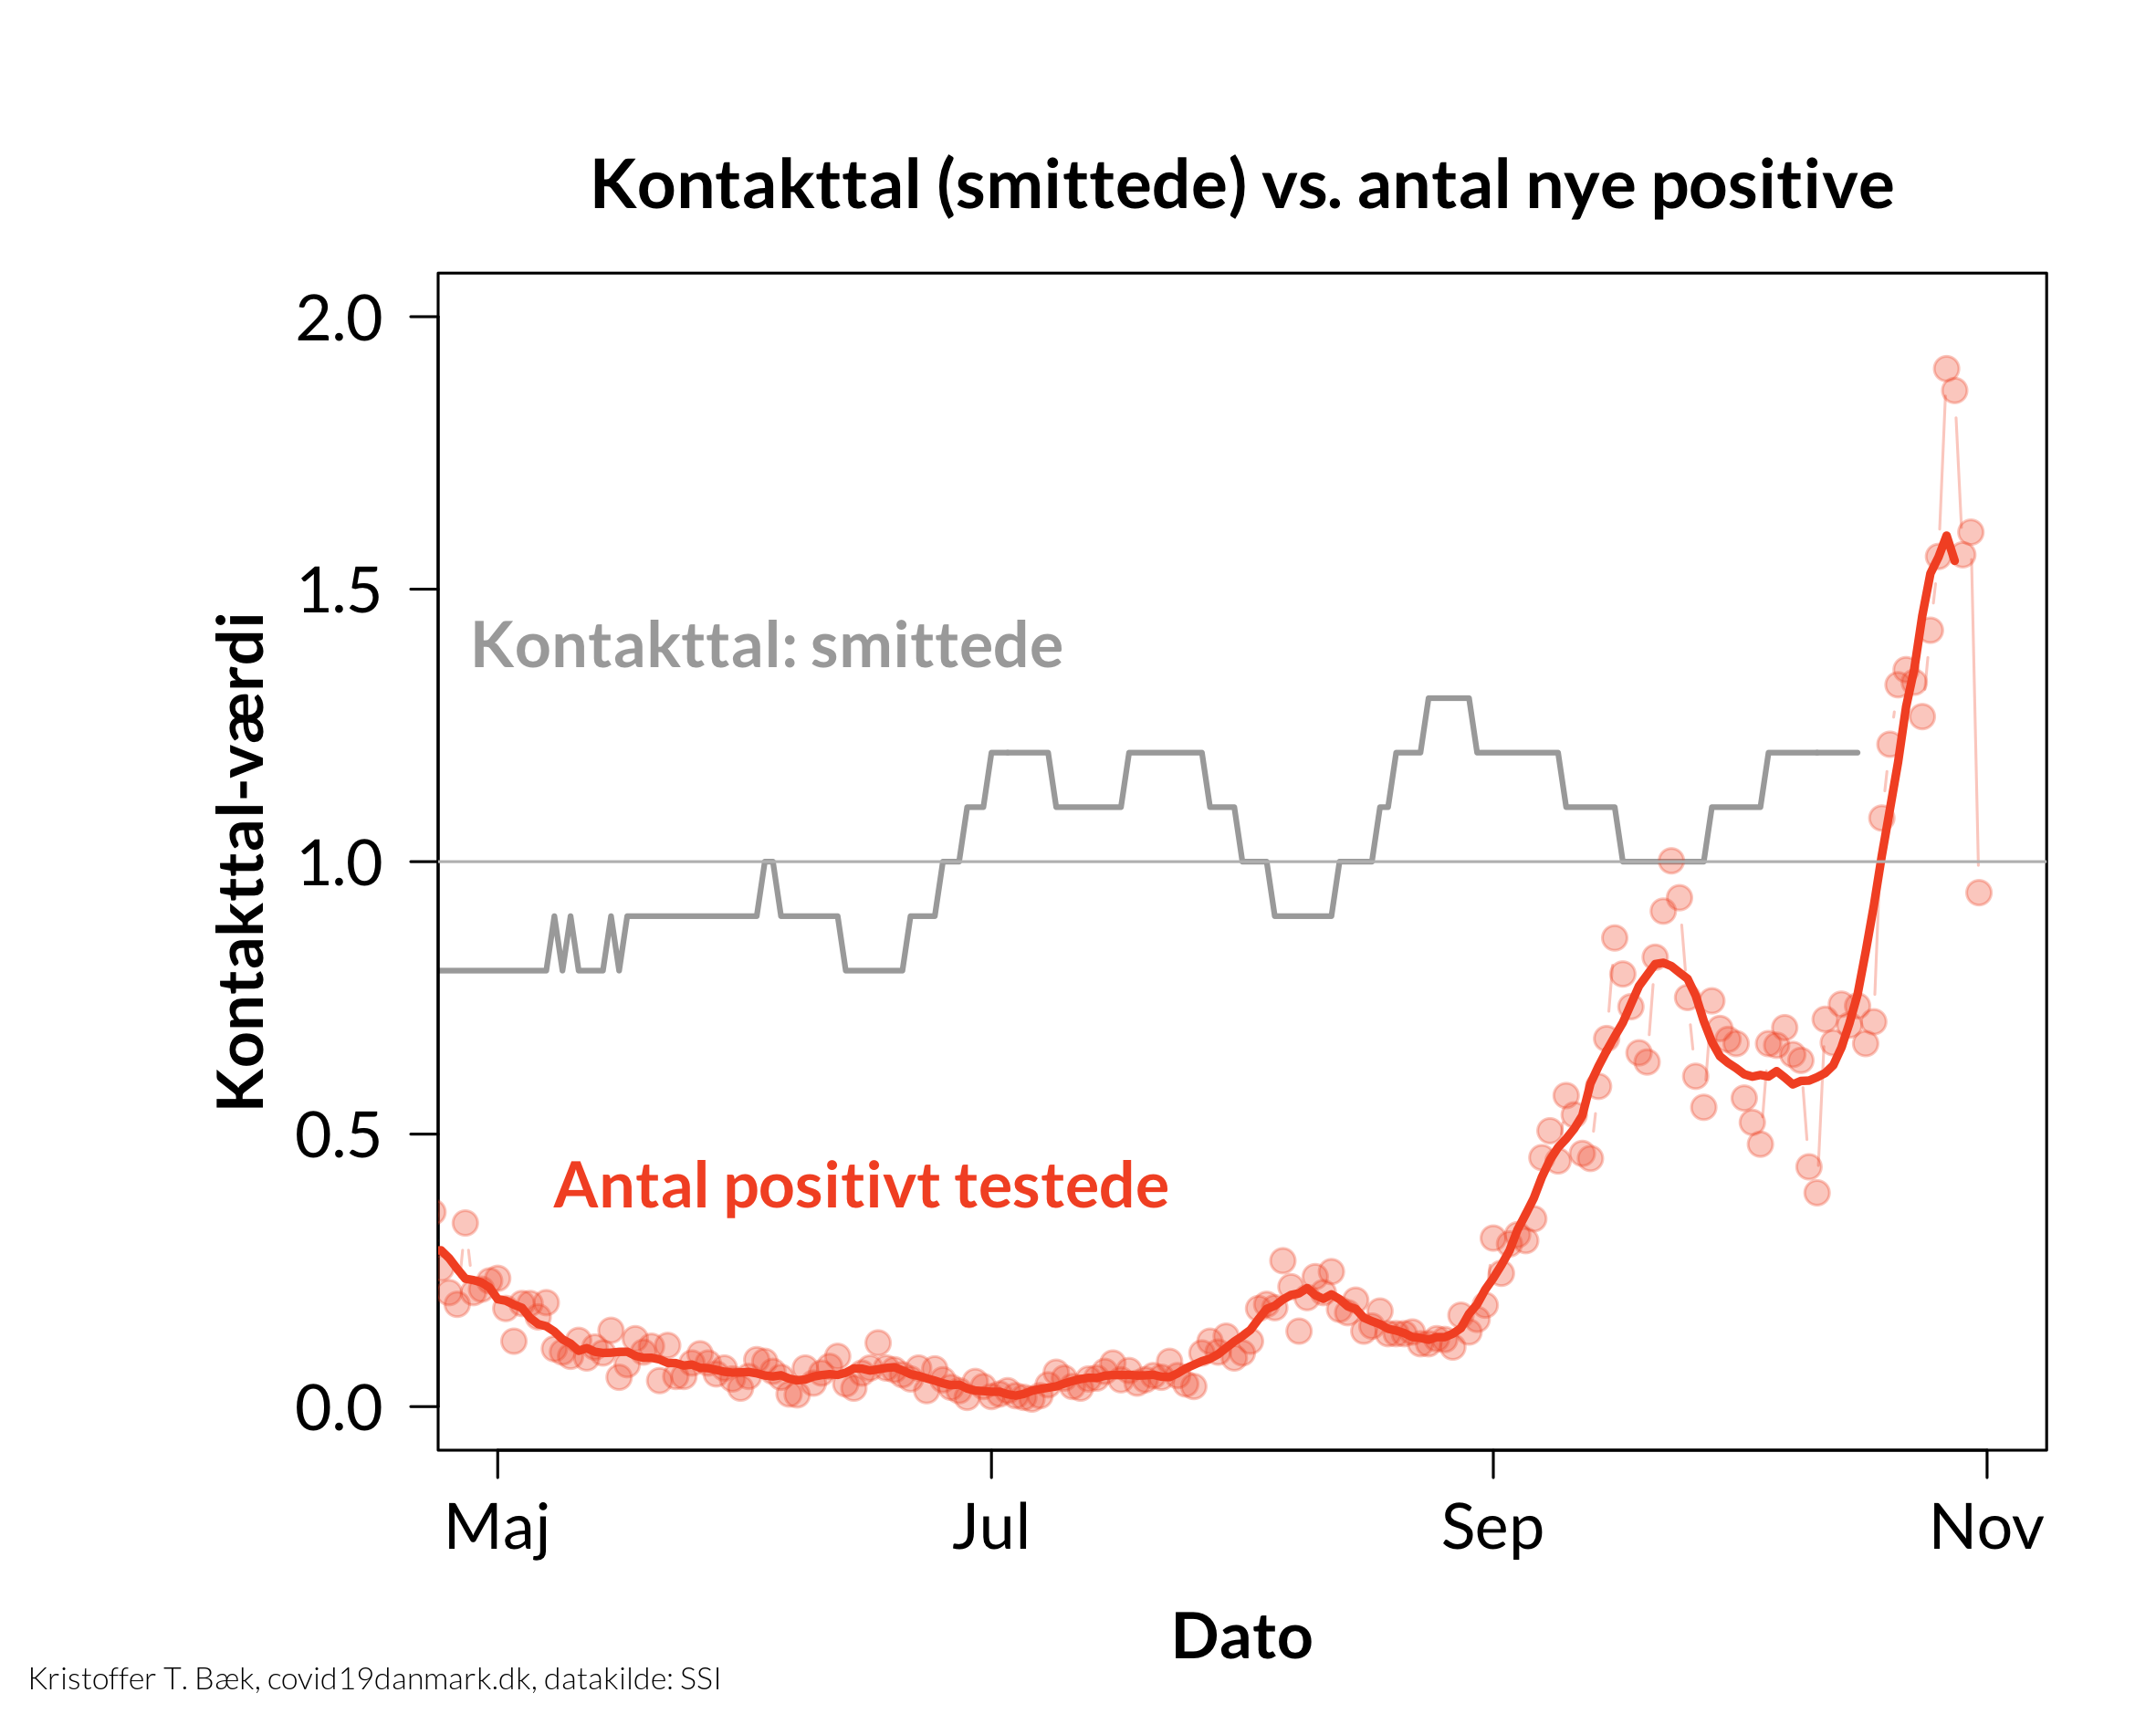 Kontakttal (smittede) vs. antal nye positive
2.0
1.5
1.0
0.5
0.0
Kontakttal-værdi
Kontakttal: smittede
Antal positivt testede
Maj
Jul
Sep
Nov
Dato
Kristoffer T. Bæk, covid19danmark.dk, datakilde: SSI